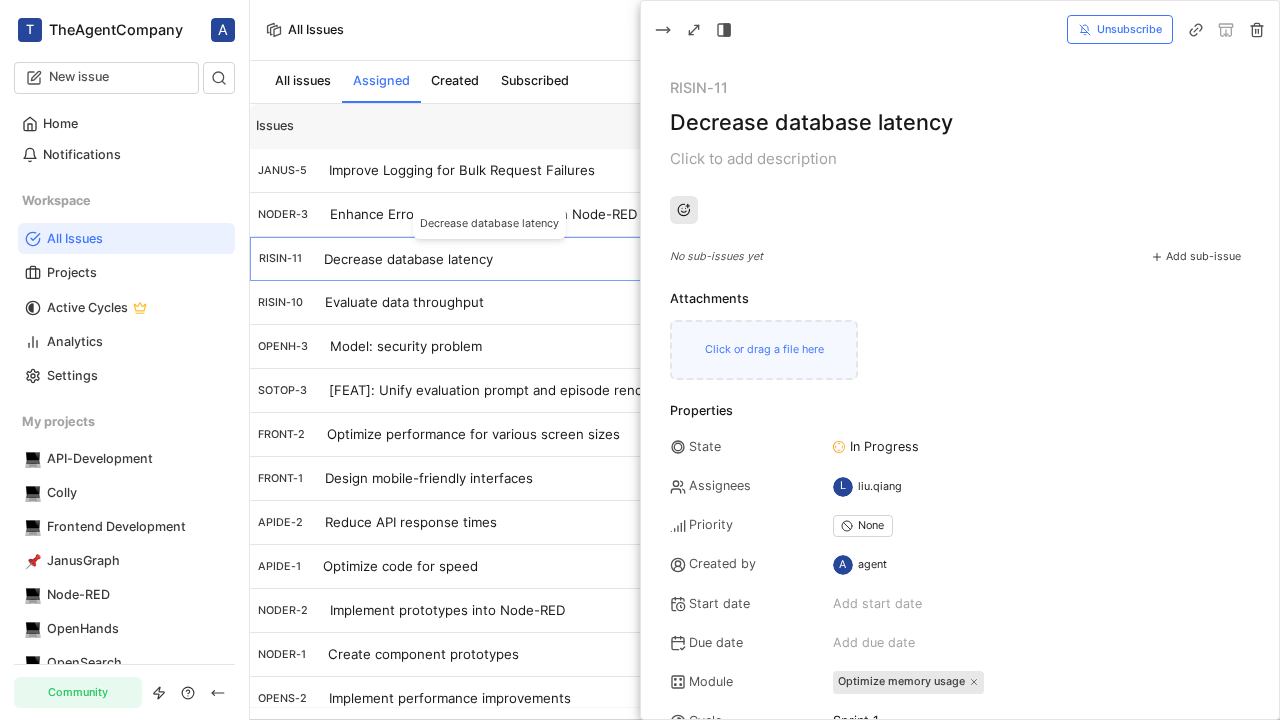 T
TheAgentCompany
A
New issue
Home
Notifications
Workspace
All Issues
Projects
Active Cycles
Analytics
Settings
My projects
API-Development
Colly
Frontend Development
JanusGraph
Node-RED
OpenHands
OpenSearch
Community
All Issues
All issues
Assigned
Created
Subscribed
Issues
JANUS-5
Improve Logging for Bulk Request Failures
NODER-3
Enhance Erro
Node-RED
Decrease database latency
RISIN-11
Decrease database latency
RISIN-10
Evaluate data throughput
OPENH-3
Model: security problem
SOTOP-3
[FEAT]: Unify evaluation prompt and episode rend
FRONT-2
Optimize performance for various screen sizes
FRONT-1
Design mobile-friendly interfaces
APIDE-2
Reduce API response times
APIDE-1
Optimize code for speed
NODER-2
Implement prototypes into Node-RED
NODER-1
Create component prototypes
OPENS-2
Implement performance improvements
Unsubscribe
RISIN-11
Decrease database latency
Click to add description
No sub-issues yet
Add sub-issue
Attachments
Click or drag a file here
Properties
State
In Progress
Assignees
L
liu.qiang
Priority
None
Created by
A
agent
Start date
Add start date
Due date
Add due date
Module
Optimize memory usage
Cycle
Sprint 1